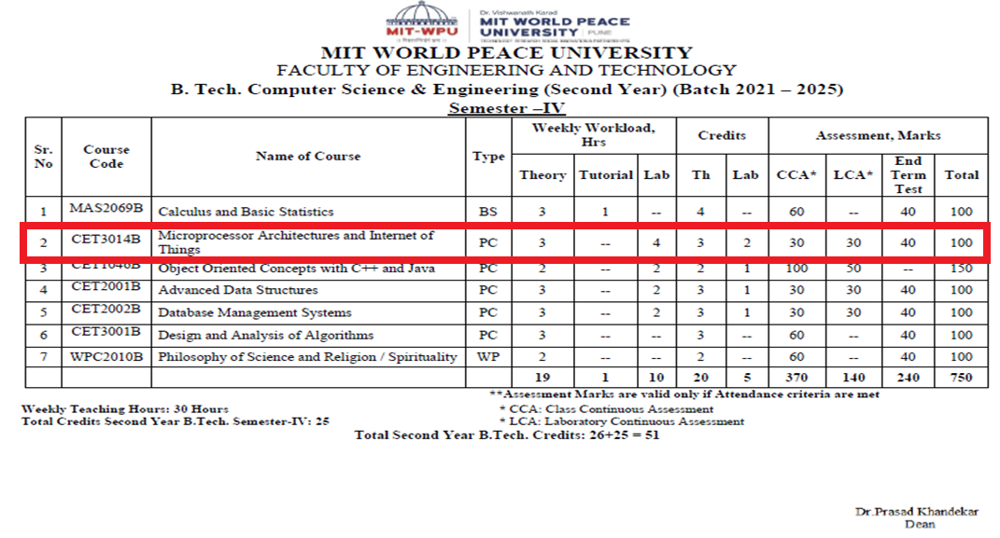 Dr. Vishwanath Karad
MIT WORLD PEACE
UNIVERSITY | PUNE
MIT-WPU
MIT WORLD PEACE UNIVERSITY
FACULTY OF ENGINEERING AND TECHNOLOGY
B. Tech. Computer Science & Engineering (Second Year) (Batch 2021 – 2025)
Semester –IV
Sr. No Course Code Name of Course Type Weekly Workload, Hrs Credits Assessment, Marks
Theory Tutorial Lab Th Lab CCA* LCA* End Term Test Total
1 MAS2069B Calculus and Basic Statistics BS 3 1 -- 4 -- 60 -- 40 100
2 CET3014B Microprocessor Architectures and Internet of Things PC 3 -- 4 3 2 30 30 40 100
3 CET1046B Object Oriented Concepts with C++ and Java PC 2 -- 2 2 1 100 50 -- 150
4 CET2001B Advanced Data Structures PC 3 -- 2 3 1 30 30 40 100
5 CET2002B Database Management Systems PC 3 -- 2 3 1 30 30 40 100
6 CET3001B Design and Analysis of Algorithms PC 3 -- -- 3 -- 60 -- 40 100
7 WPC2010B Philosophy of Science and Religion / Spirituality WP 2 -- -- 2 -- 60 -- 40 100
19 1 10 20 5 370 140 240 750
**Assessment Marks are valid only if Attendance criteria are met
Weekly Teaching Hours: 30 Hours * CCA: Class Continuous Assessment
Total Credits Second Year B.Tech. Semester-IV: 25 * LCA: Laboratory Continuous Assessment
Total Second Year B.Tech. Credits: 26+25 = 51
Dr.Prasad Khandekar
Dean